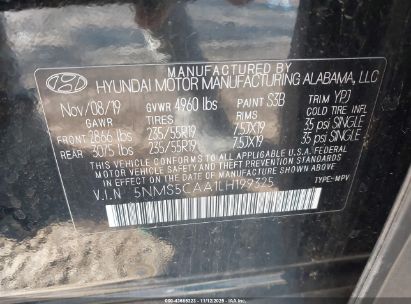 MANUFACTURED BY
HYUNDAI MOTOR MANUFACTURING ALABAMA, LLC
Nov/08/19 GVWR 4960 lbs PAINT S3B TRIM YPJ
GAWR TIRES RIMS COLD TIRE INFL
FRONT 2866 lbs 235/55R19 7.5JX19 35 psi SINGLE
REAR 3075 lbs 235/55R19 7.5JX19 35 psi SINGLE
THIS VEHICLE CONFORMS TO ALL APPLICABLE U.S.A. FEDERAL
MOTOR VEHICLE SAFETY, BUMPER, AND THEFT PREVENTION
STANDARDS IN EFFECT ON THE DATE OF MANUFACTURE SHOWN ABOVE.
V.I.N: 5NMS5CAA1LH199325 TYPE:MPV